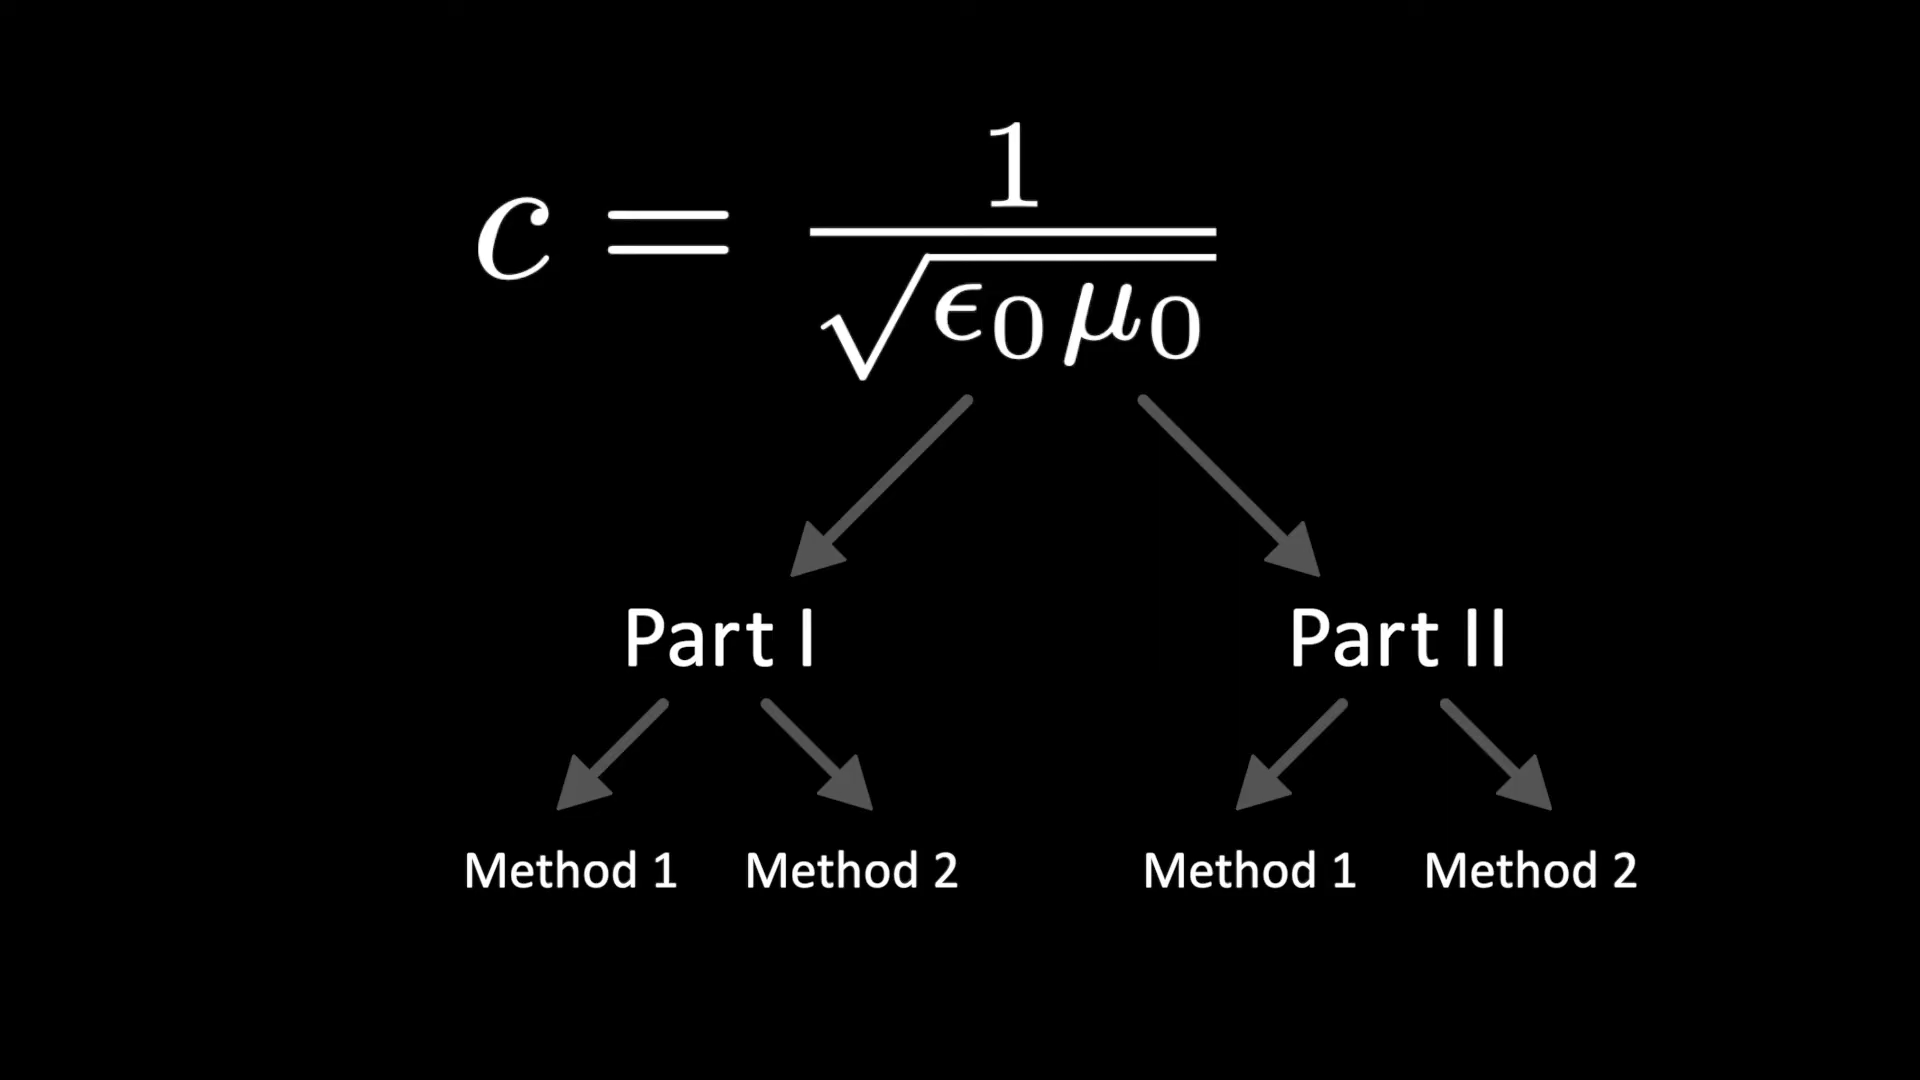 c = 1/√ϵ₀μ₀
Part I Part II
Method 1 Method 2 Method 1 Method 2